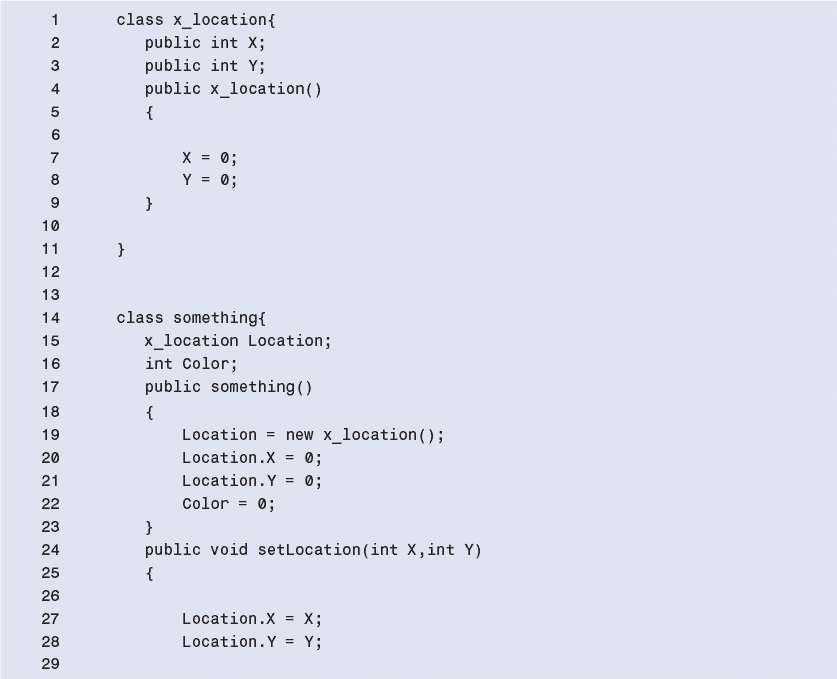 1 class x_location{
2 public int X;
3 public int Y;
4 public x_location()
5 {
6
7 X = 0;
8 Y = 0;
9 }
10
11 }
12
13
14 class something{
15 x_location Location;
16 int Color;
17 public something()
18 {
19 Location = new x_location();
20 Location.X = 0;
21 Location.Y = 0;
22 Color = 0;
23 }
24 public void setLocation(int X,int Y)
25 {
26
27 Location.X = X;
28 Location.Y = Y;
29